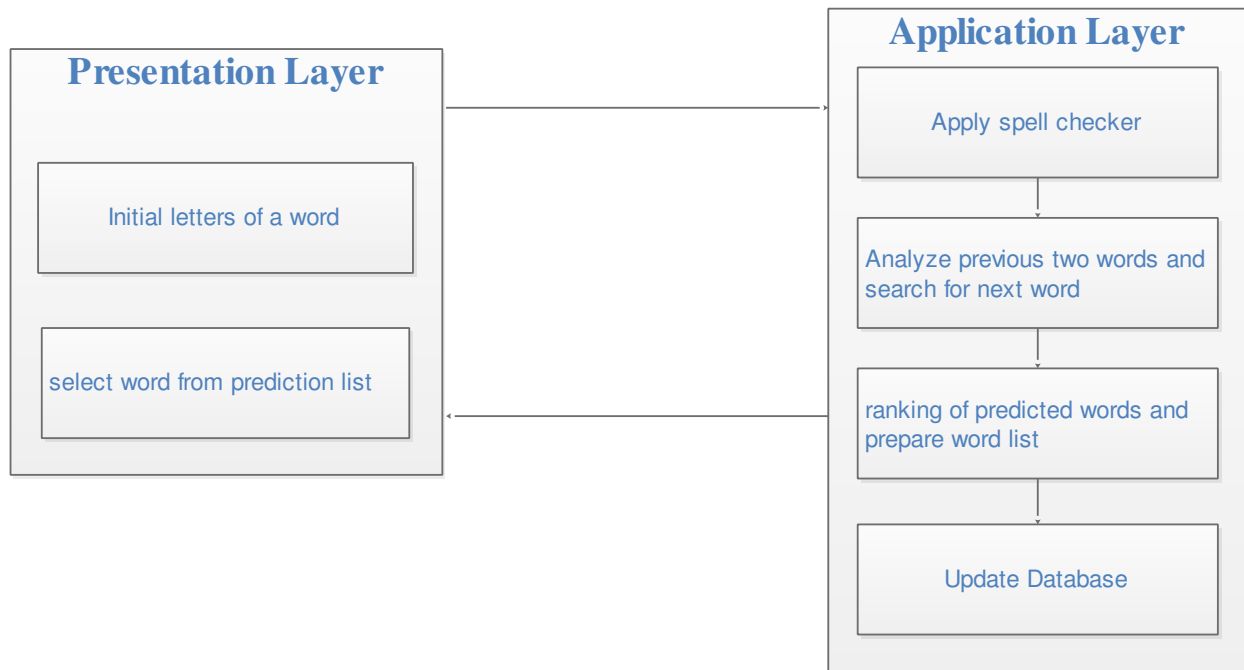 Presentation Layer
Initial letters of a word
select word from prediction list
Application Layer
Apply spell checker
Analyze previous two words and
search for next word
ranking of predicted words and
prepare word list
Update Database